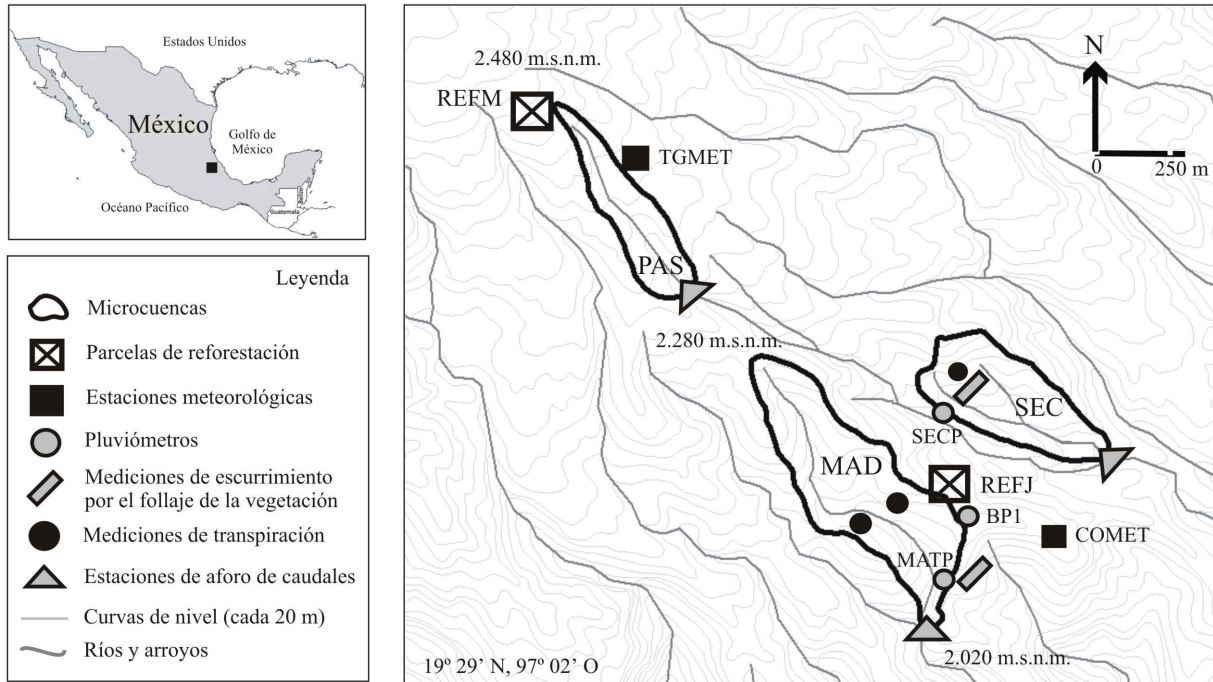 Estados Unidos
México
Golfo de
México
Océano Pacífico
Guatemala
Leyenda
Microcuencas
Parcelas de reforestación
Estaciones meteorológicas
Pluviómetros
Mediciones de escurrimiento
por el follaje de la vegetación
Mediciones de transpiración
Estaciones de aforo de caudales
Curvas de nivel (cada 20 m)
Ríos y arroyos
2.480 m.s.n.m.
REFM
TGMET
N
0 250 m
PAS
2.280 m.s.n.m.
SEC
SECP
MAD
REFJ
BP1
COMET
MATP
2.020 m.s.n.m.
19º 29’ N, 97º 02’ O